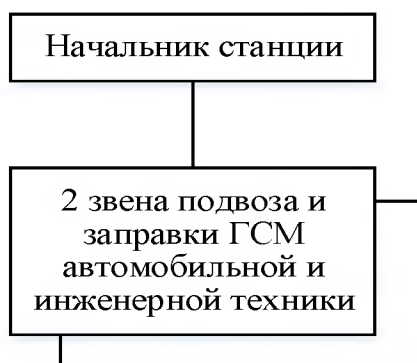 Начальник станции
2 звена подвоза и
заправки ГСМ
автомобильной и
инженерной техники